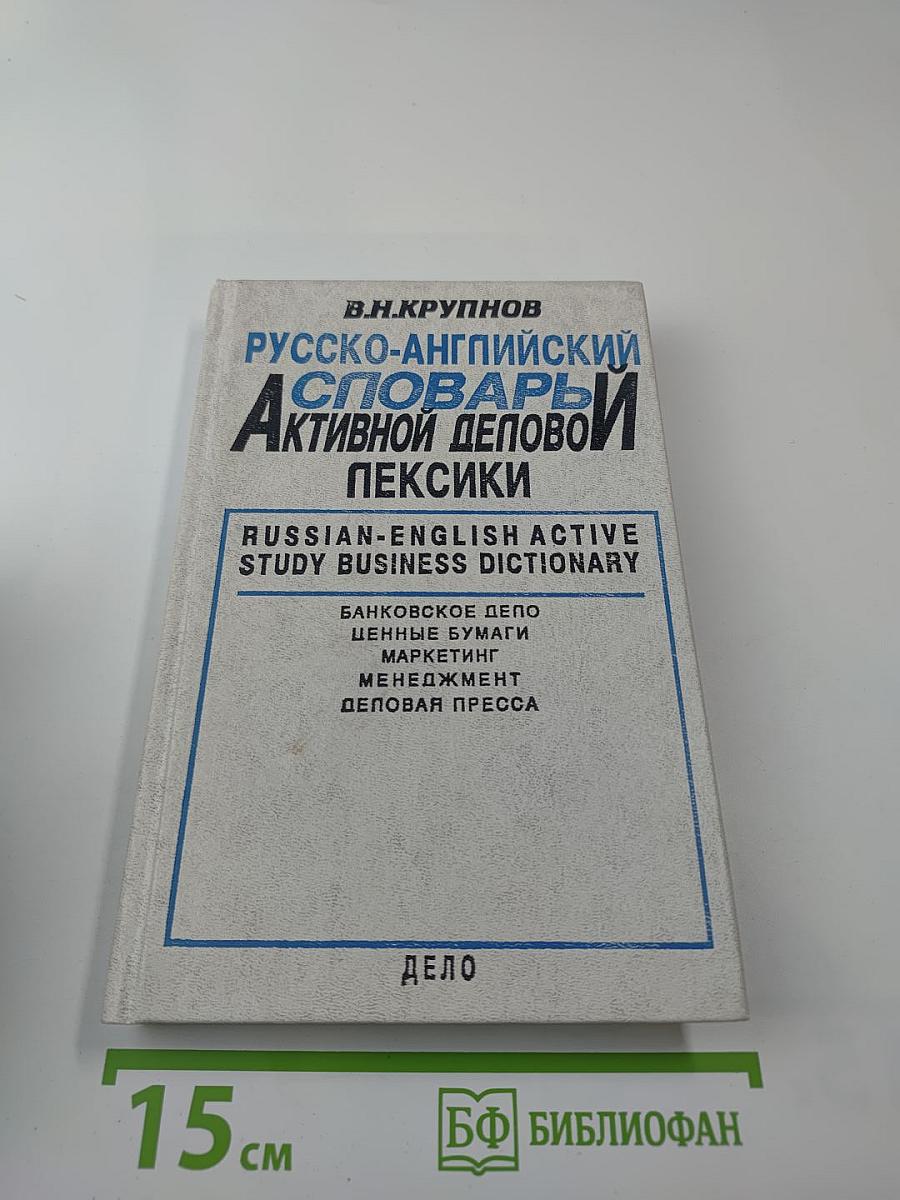 В.Н.КРУПНОВ
РУССКО-АНГЛИЙСКИЙ
СЛОВАРЬ
АКТИВНОЙ ДЕЛОВОЙ
ЛЕКСИКИ
RUSSIAN-ENGLISH ACTIVE
STUDY BUSINESS DICTIONARY
БАНКОВСКОЕ ДЕЛО
ЦЕННЫЕ БУМАГИ
МАРКЕТИНГ
МЕНЕДЖМЕНТ
ДЕЛОВАЯ ПРЕССА
ДЕЛО
15 см
БФ БИБЛИОФАН